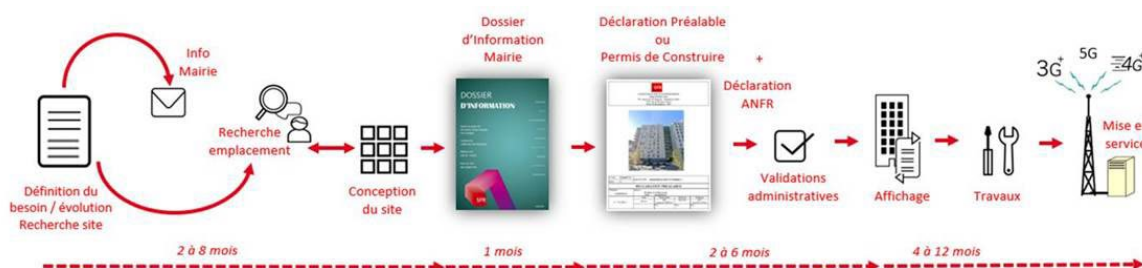 Info
Mairie
Définition du
besoin / évolution
Recherche site
Recherche
emplacement
Conception
du site
Dossier
d'Information
Mairie
DOSSIER
D'INFORMATION
SFR
Déclaration Préalable
ou
Permis de Construire
+
Déclaration
ANFR
Validations
administratives
Affichage
Travaux
3G+
5G
4G+
Mise e
service
2 à 8 mois
1 mois
2 à 6 mois
4 à 12 mois